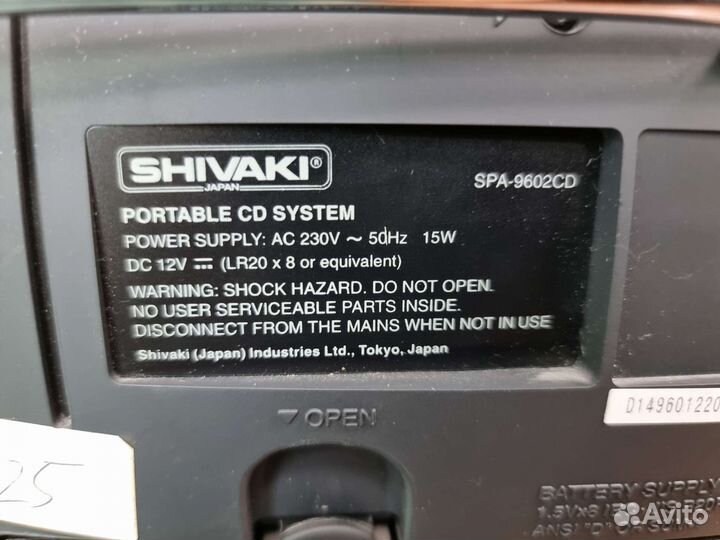 SHIVAKI®
JAPAN
SPA-9602CD
PORTABLE CD SYSTEM
POWER SUPPLY: AC 230V ~ 50Hz 15W
DC 12V ⎓ (LR20 x 8 or equivalent)
WARNING: SHOCK HAZARD. DO NOT OPEN.
NO USER SERVICEABLE PARTS INSIDE.
DISCONNECT FROM THE MAINS WHEN NOT IN USE
Shivaki (Japan) Industries Ltd., Tokyo, Japan
D149601220
▽ OPEN
25
BATTERY SUPPLY
ANSI "D"
Avito